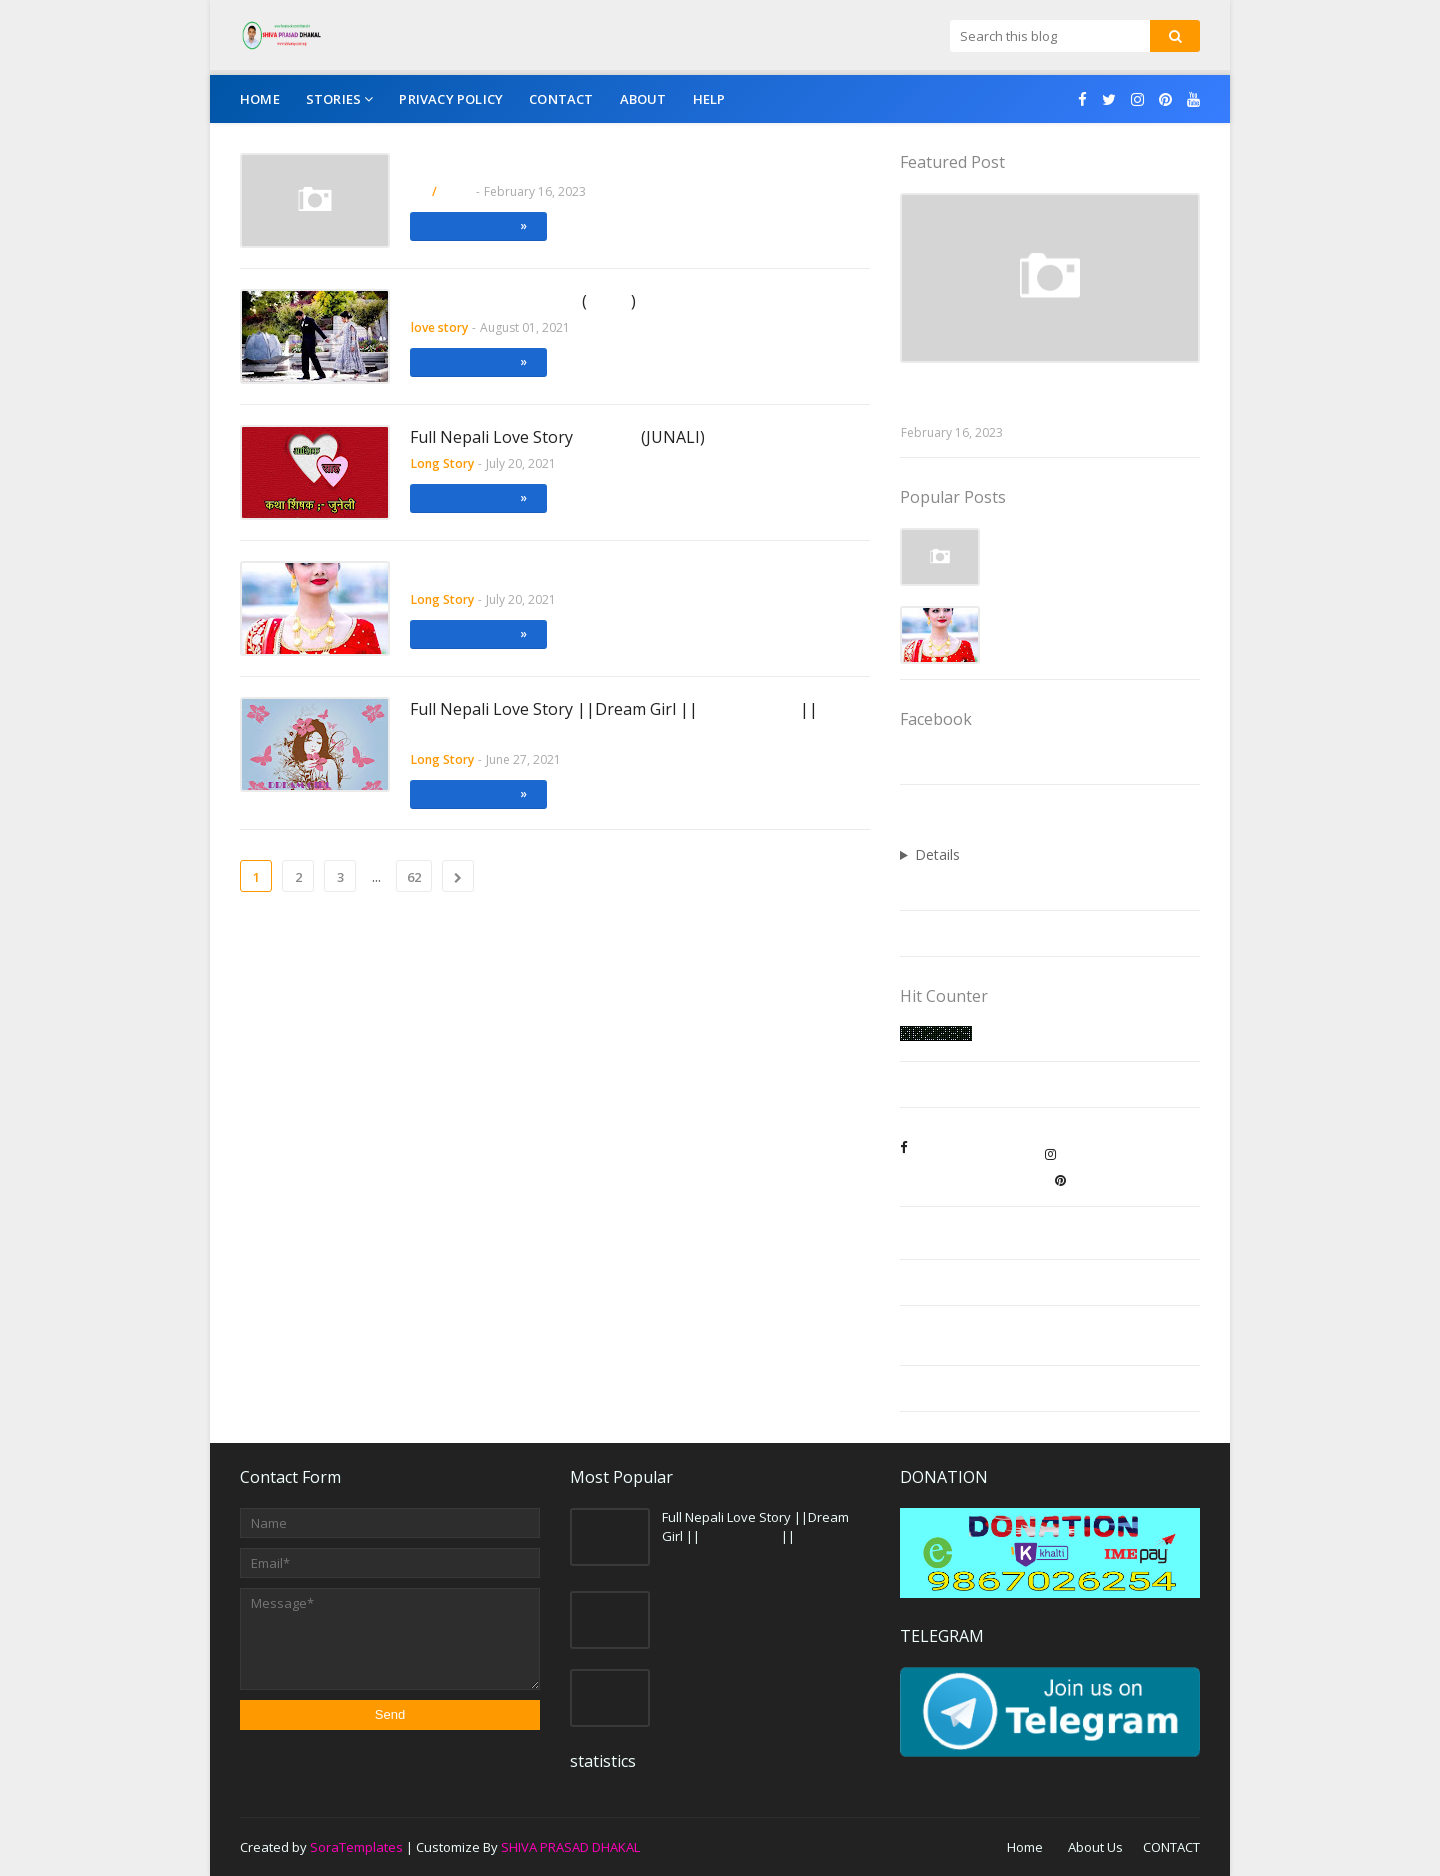 SHIVA PRASAD DHAKAL
Search this blog
HOME
STORIES
PRIVACY POLICY
CONTACT
ABOUT
HELP
/ - February 16, 2023
»
( )
love story - August 01, 2021
»
आशिक
चाह
कथा र्शिषक ;- जुनेली
Full Nepali Love Story (JUNALI)
Long Story - July 20, 2021
»
Long Story - July 20, 2021
»
DREAM GIRL
Full Nepali Love Story ||Dream Girl || ||
Long Story - June 27, 2021
»
1 2 3 ... 62
Featured Post
February 16, 2023
Popular Posts
Facebook
Details
Hit Counter
Contact Form
Name
Email*
Message*
Send
Most Popular
Full Nepali Love Story ||Dream
Girl || ||
statistics
DONATION
DONATION
khalti
IME pay
9867026254
TELEGRAM
Join us on
Telegram
Created by SoraTemplates | Customize By SHIVA PRASAD DHAKAL
Home
About Us
CONTACT